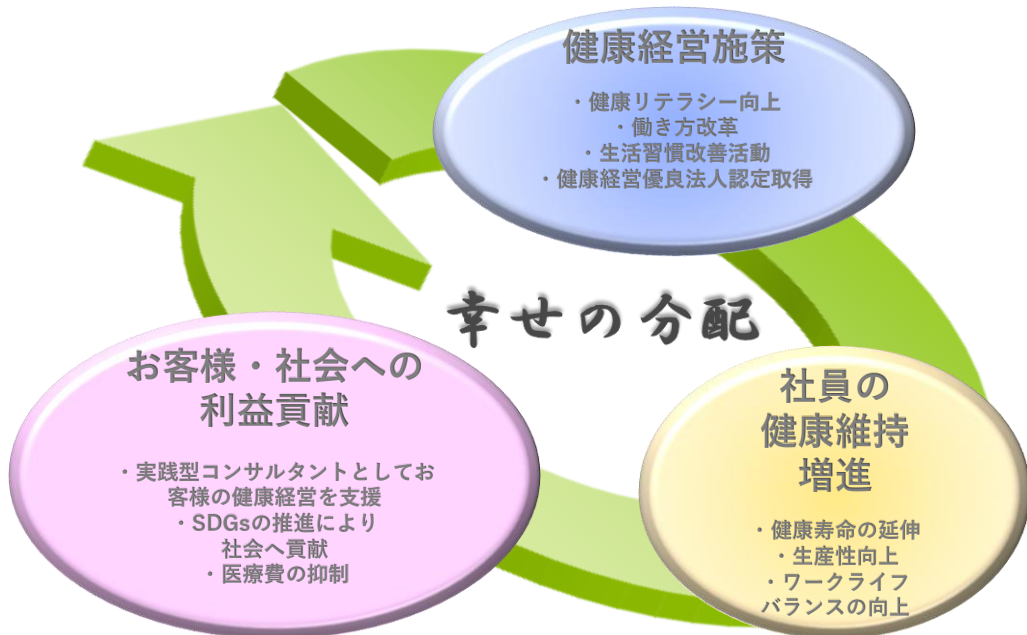 健康経営施策
・健康リテラシー向上
・働き方改革
・生活習慣改善活動
・健康経営優良法人認定取得
幸せの分配
社員の
健康維持
増進
・健康寿命の延伸
・生産性向上
・ワークライフ
バランスの向上
お客様・社会への
利益貢献
・実践型コンサルタントとしてお
客様の健康経営を支援
・SDGsの推進により
社会へ貢献
・医療費の抑制